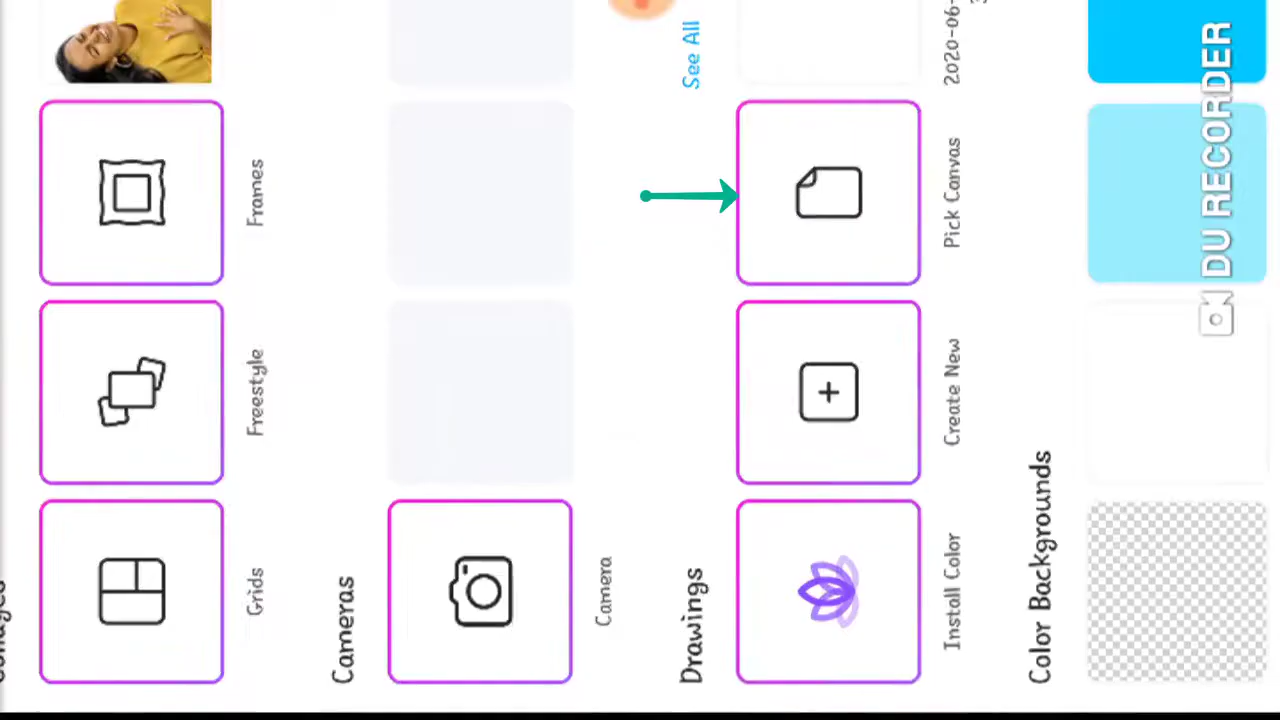 Grids Freestyle Frames
Cameras
Camera
Drawings See All
Install Color Create New Pick Canvas 2020-06-
Color Backgrounds
DU RECORDER